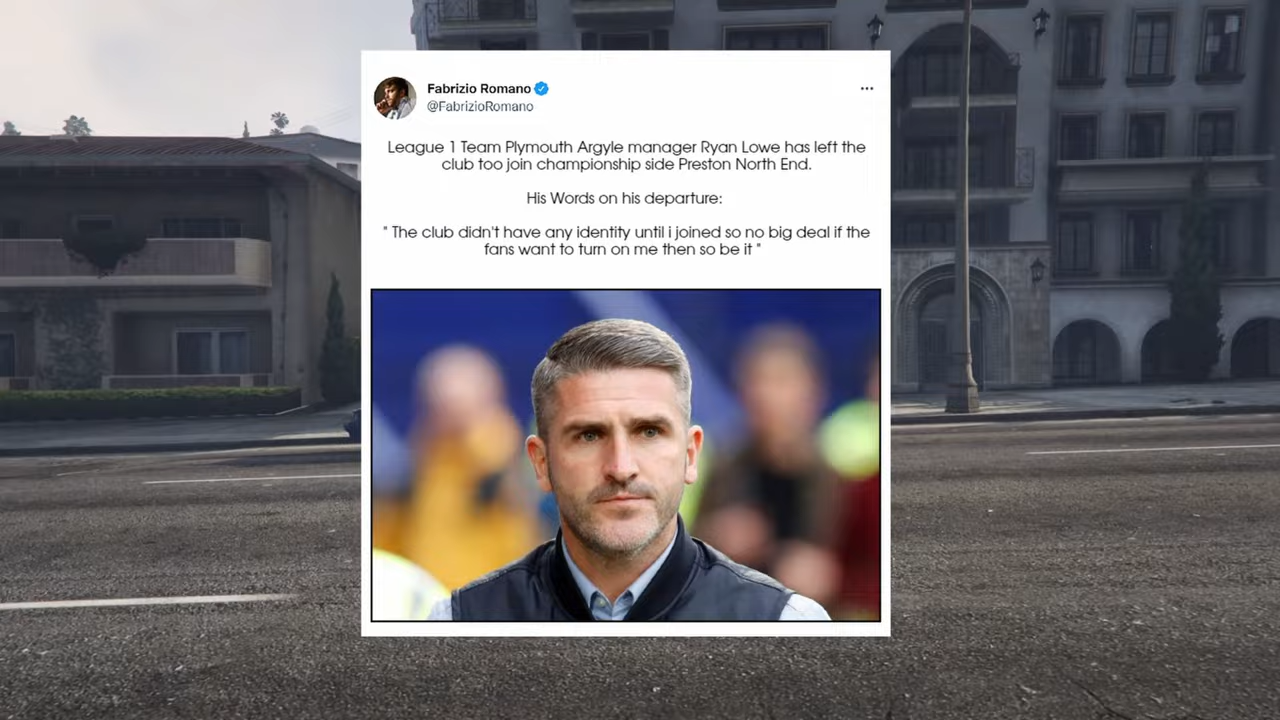 Fabrizio Romano
@FabrizioRomano
League 1 Team Plymouth Argyle manager Ryan Lowe has left the
club too join championship side Preston North End.
His Words on his departure:
" The club didn't have any identity until i joined so no big deal if the
fans want to turn on me then so be it "